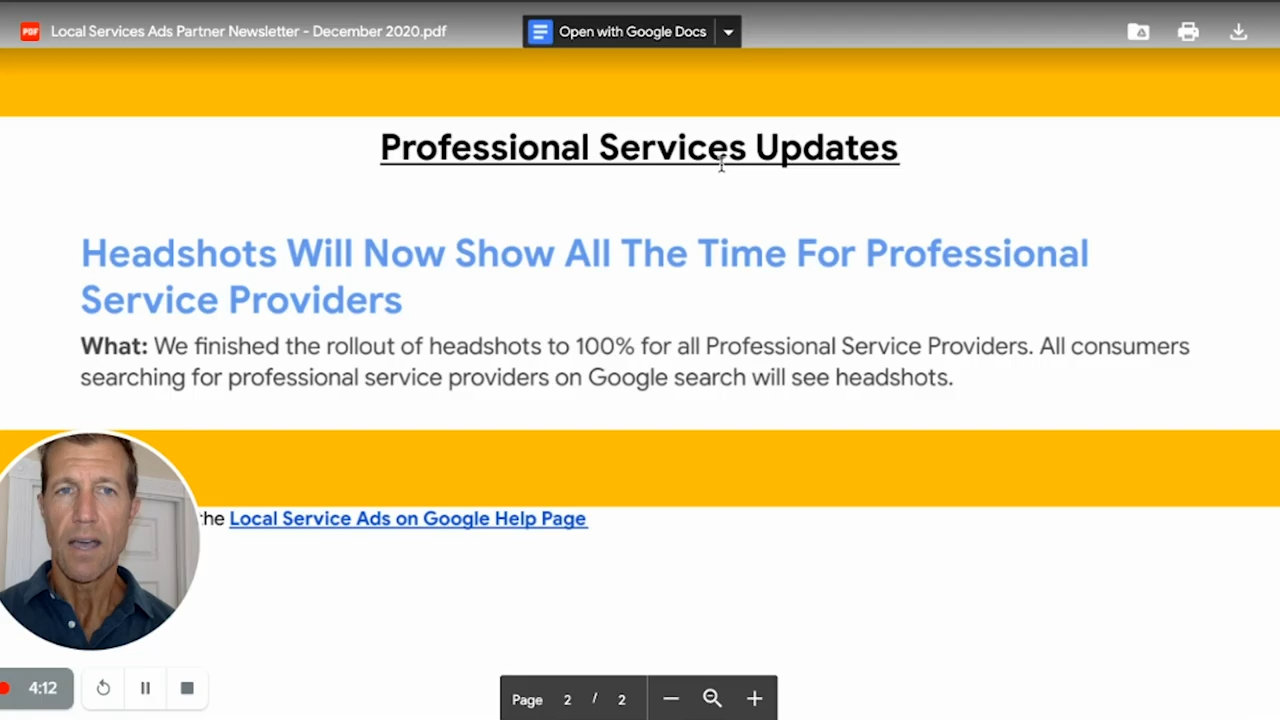 PDF Local Services Ads Partner Newsletter - December 2020.pdf
Open with Google Docs
Professional Services Updates
Headshots Will Now Show All The Time For Professional
Service Providers
What: We finished the rollout of headshots to 100% for all Professional Service Providers. All consumers
searching for professional service providers on Google search will see headshots.
the Local Service Ads on Google Help Page
4:12
Page 2 / 2